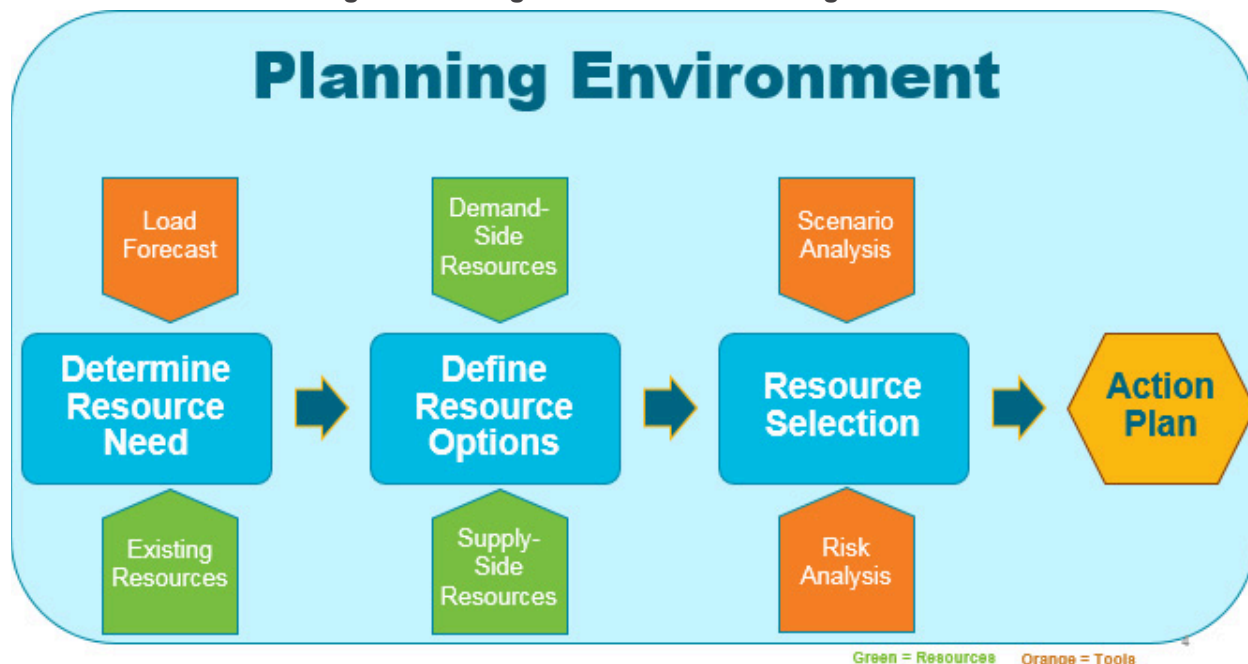 Planning Environment
Load
Forecast
Demand-
Side
Resources
Scenario
Analysis
Determine
Resource
Need
Define
Resource
Options
Resource
Selection
Action
Plan
Existing
Resources
Supply-
Side
Resources
Risk
Analysis
4
Green = Resources Orange = Tools